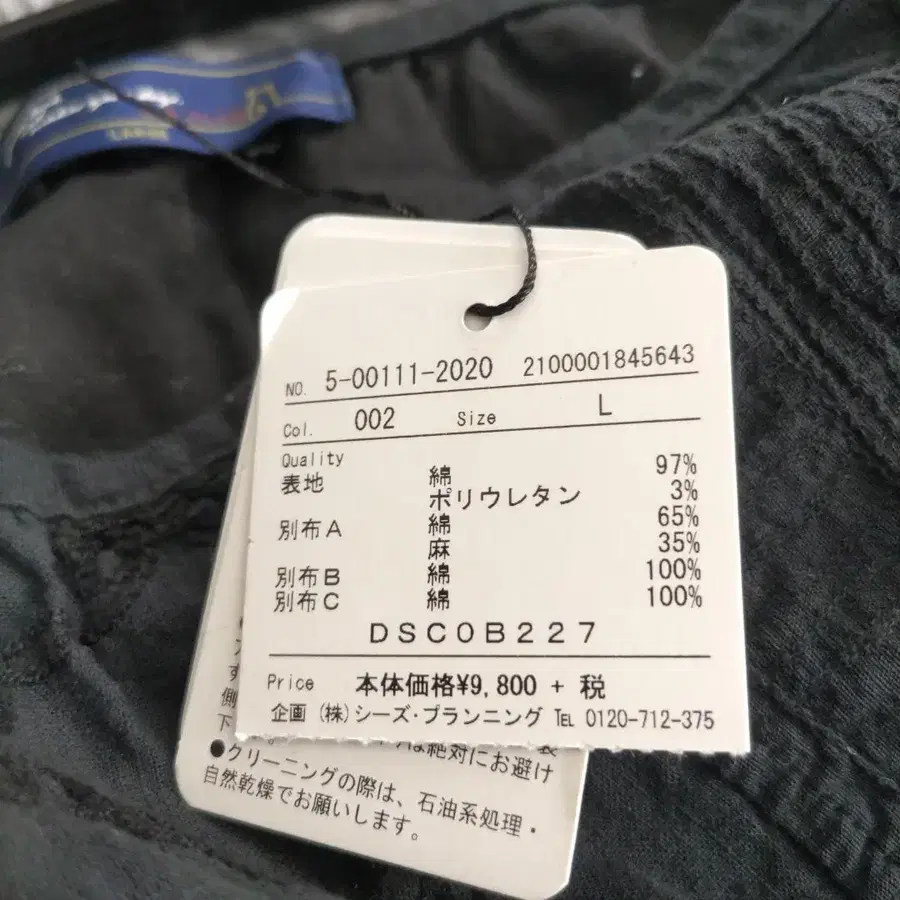 LARGE
NO. 5-00111-2020 2100001845643
Col. 002 Size L
Quality
表地 綿 97%
ポリウレタン 3%
別布A 綿 65%
麻 35%
別布B 綿 100%
別布C 綿 100%
DSC0B227
Price 本体価格¥9,800 + 税
企画 (株)シーズ・プランニング TEL 0120-712-375
は絶対にお避け
●クリーニングの際は、石油系処理・
自然乾燥でお願いします。